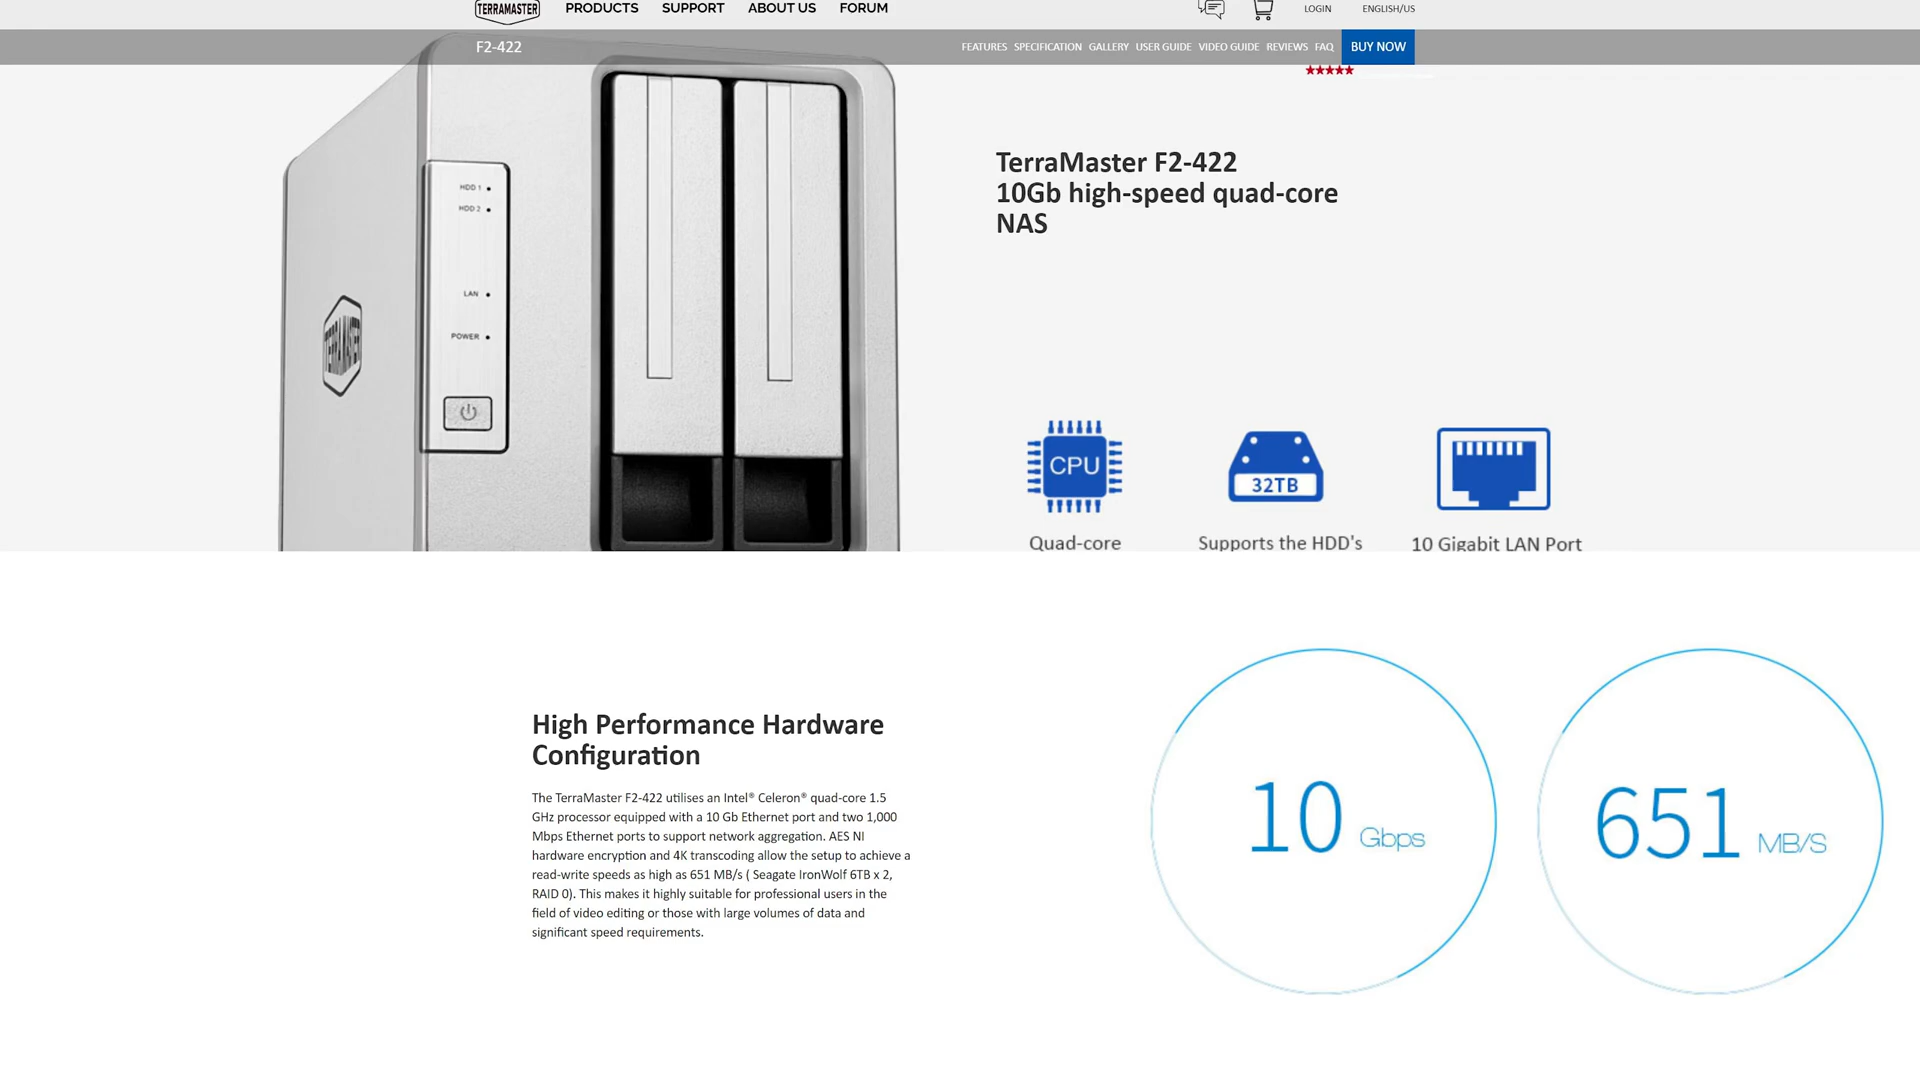 TERRAMASTER PRODUCTS SUPPORT ABOUT US FORUM LOGIN ENGLISH/US
F2-422 FEATURES SPECIFICATION GALLERY USER GUIDE VIDEO GUIDE REVIEWS FAQ BUY NOW
HDD 1
HDD 2
LAN
POWER
TERRAMASTER
TerraMaster F2-422
10Gb high-speed quad-core
NAS
CPU
32TB
Quad-core
Supports the HDD's
10 Gigabit LAN Port
High Performance Hardware
Configuration
The TerraMaster F2-422 utilises an Intel® Celeron® quad-core 1.5
GHz processor equipped with a 10 Gb Ethernet port and two 1,000
Mbps Ethernet ports to support network aggregation. AES NI
hardware encryption and 4K transcoding allow the setup to achieve a
read-write speeds as high as 651 MB/s ( Seagate IronWolf 6TB x 2,
RAID 0). This makes it highly suitable for professional users in the
field of video editing or those with large volumes of data and
significant speed requirements.
10 Gbps
651 MB/S